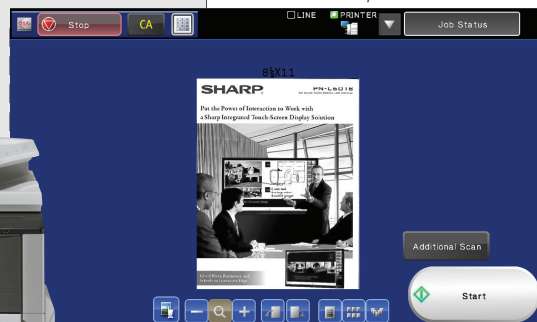 Stop
CA
LINE
PRINTER
Job Status
8½X11
SHARP
PN-L601B
Put the Power of Interaction to Work with
a Sharp Integrated Touch-Screen Display Solution
Additional Scan
Start